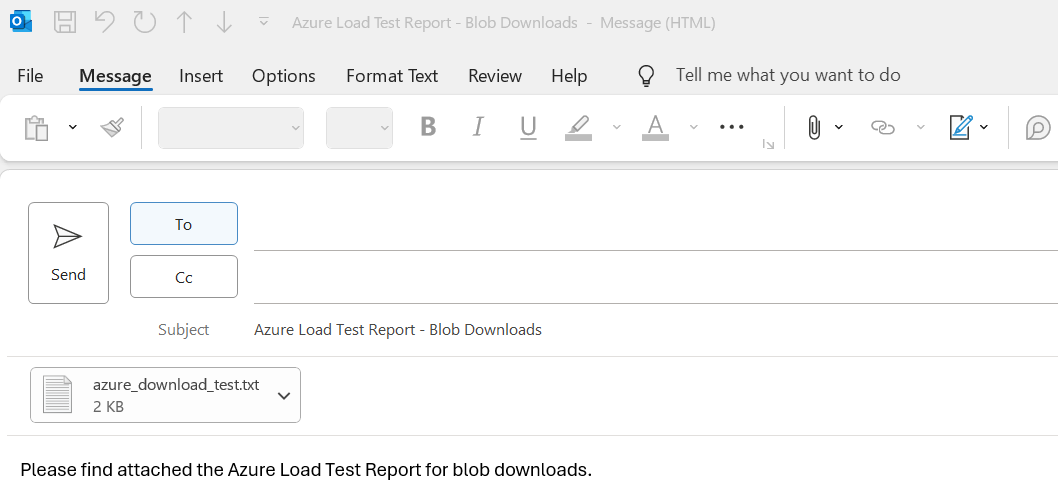 Azure Load Test Report - Blob Downloads - Message (HTML)
File Message Insert Options Format Text Review Help Tell me what you want to do
B I U A
Send
To
Cc
Subject Azure Load Test Report - Blob Downloads
azure_download_test.txt
2 KB
Please find attached the Azure Load Test Report for blob downloads.